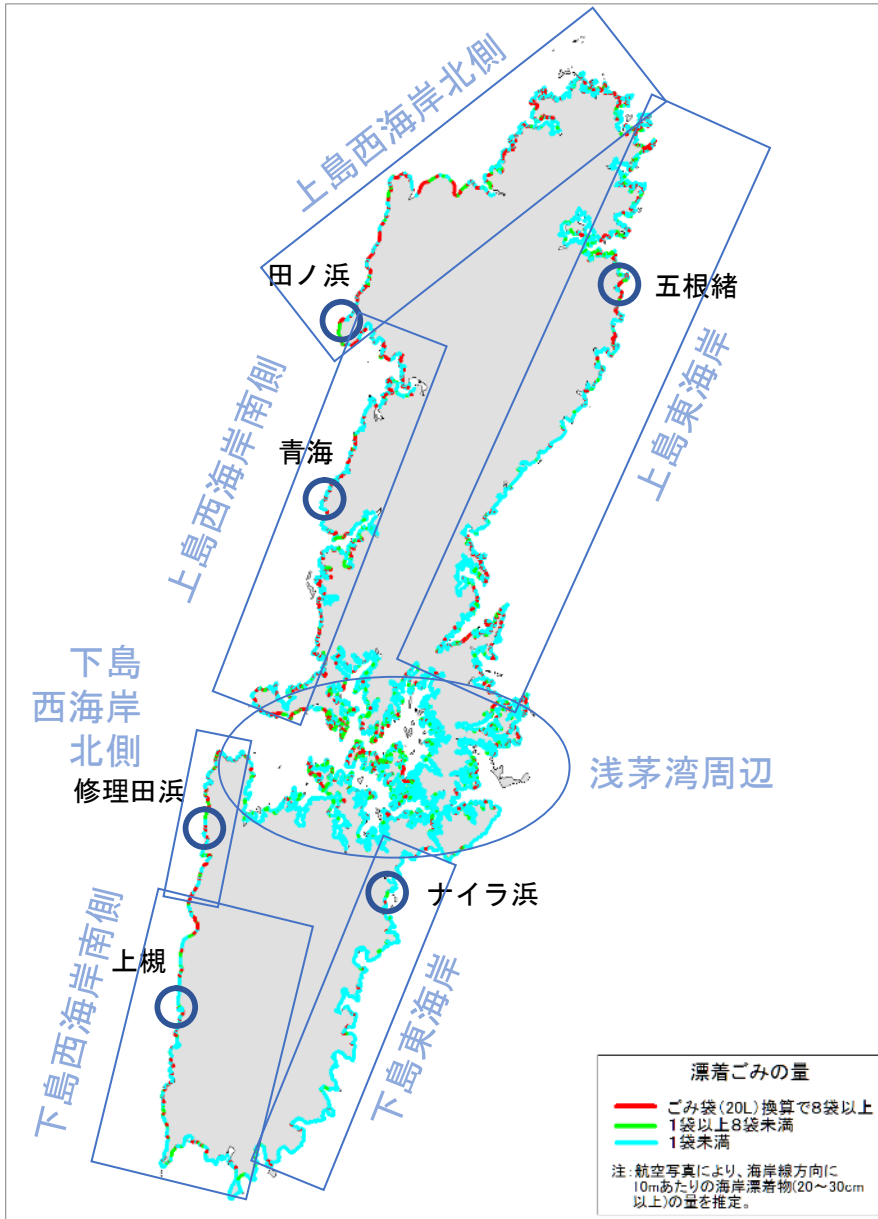 上島西海岸北側
田ノ浜
五根緒
上島西海岸南側
青海
上島東海岸
下島
西海岸
北側
修理田浜
浅茅湾周辺
ナイラ浜
上槻
下島西海岸南側
下島東海岸
漂着ごみの量
ごみ袋(20L)換算で8袋以上
1袋以上8袋未満
1袋未満
注:航空写真により、海岸線方向に
10mあたりの海岸漂着物(20~30cm
以上)の量を推定。